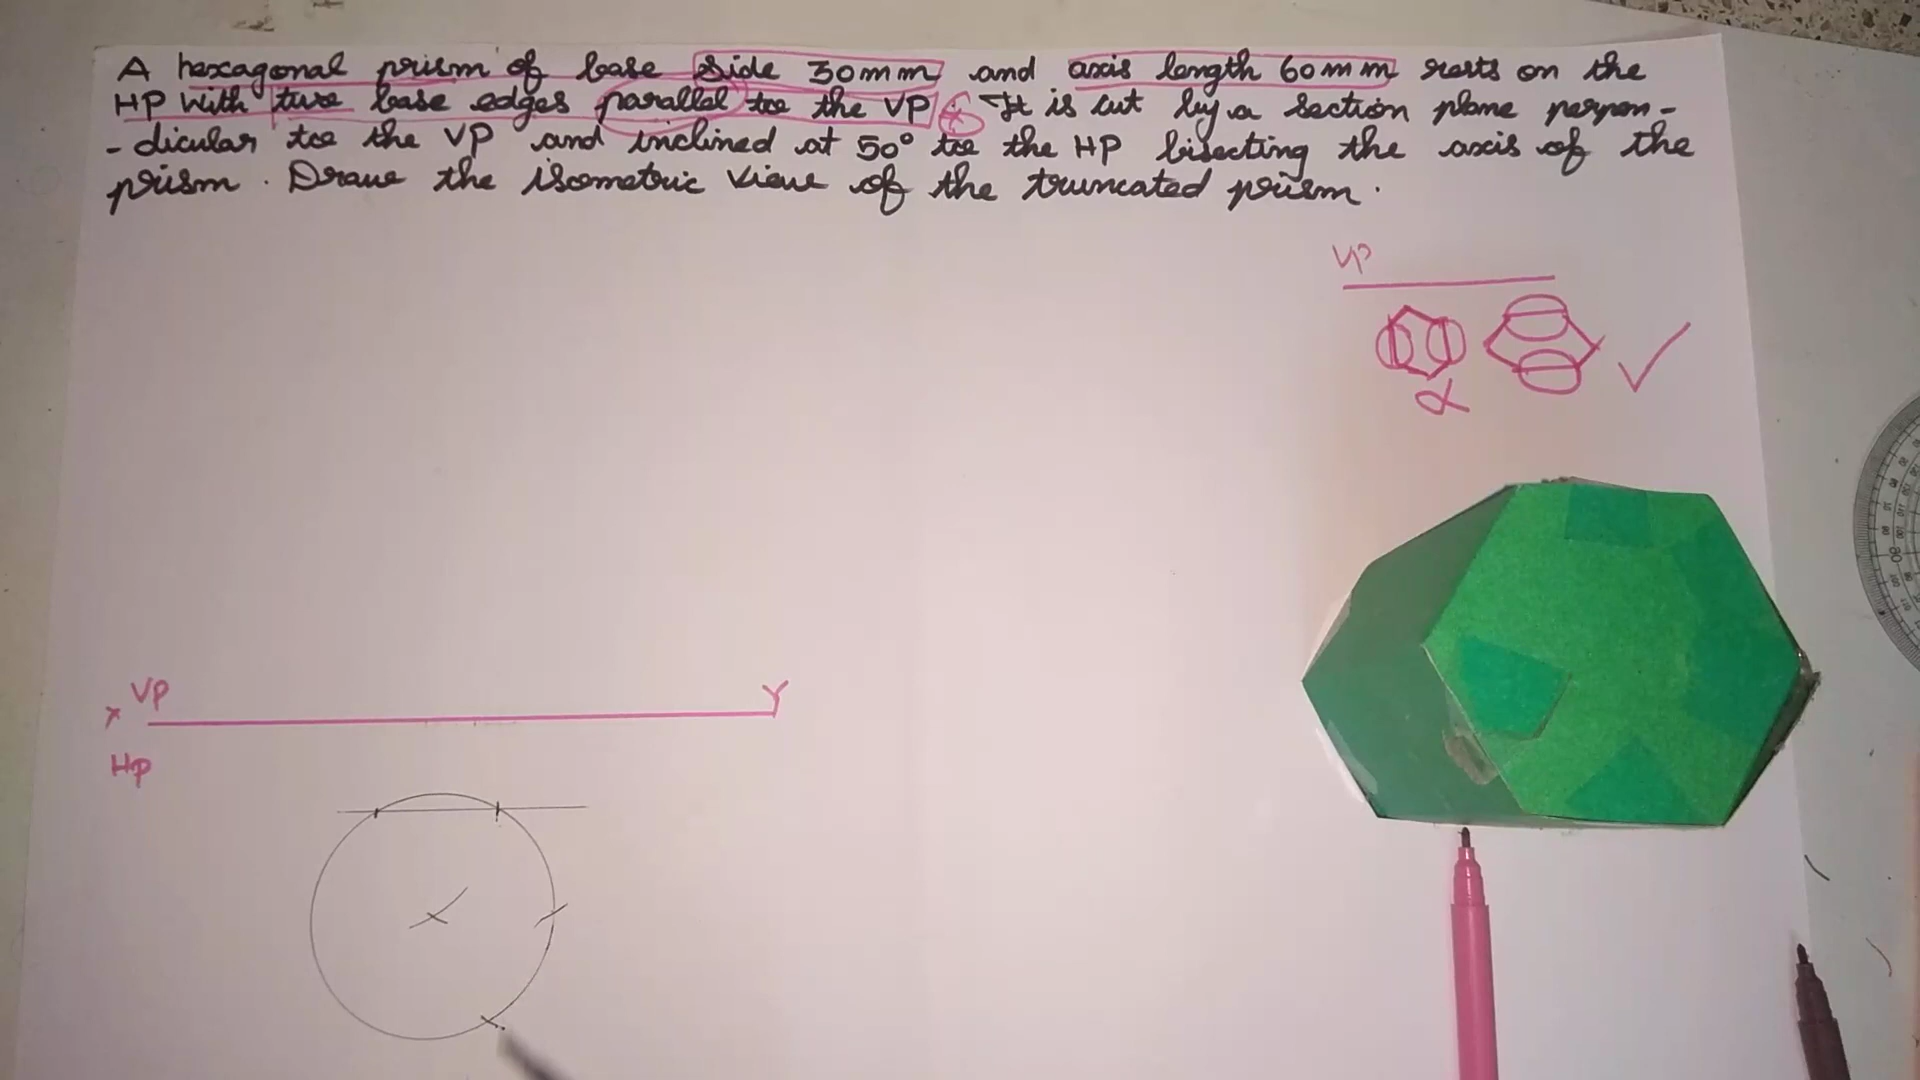 A hexagonal prism of base side 30mm and axis length 60mm rests on the
HP with two base edges parallel to the VP. It is cut by a section plane perpen-
-dicular to the VP and inclined at 50° to the HP bisecting the axis of the
prism. Draw the isometric view of the truncated prism.
VP
X VP Y
HP